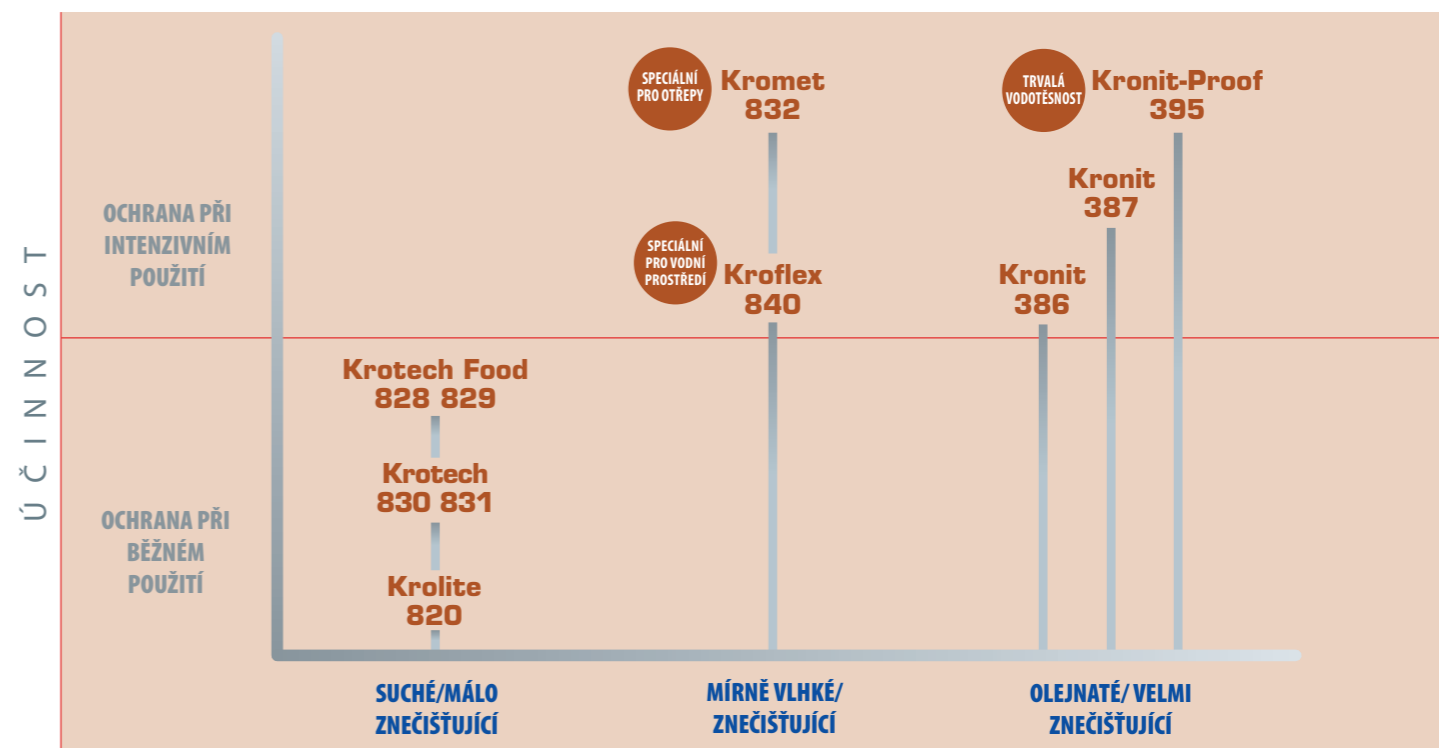 ÚČINNOST
OCHRANA PŘI
INTENZIVNÍM
POUŽITÍ
OCHRANA PŘI
BĚŽNÉM
POUŽITÍ
Krotech Food
828 829
Krotech
830 831
Krolite
820
SPECIÁLNÍ
PRO OTŘEPY
Kromet
832
SPECIÁLNÍ
PRO VODNÍ
PROSTŘEDÍ
Kroflex
840
TRVALÁ
VODOTĚSNOST
Kronit-Proof
395
Kronit
387
Kronit
386
SUCHÉ/MÁLO
ZNEČIŠŤUJÍCÍ
MÍRNĚ VLHKÉ/
ZNEČIŠŤUJÍCÍ
OLEJNATÉ/ VELMI
ZNEČIŠŤUJÍCÍ